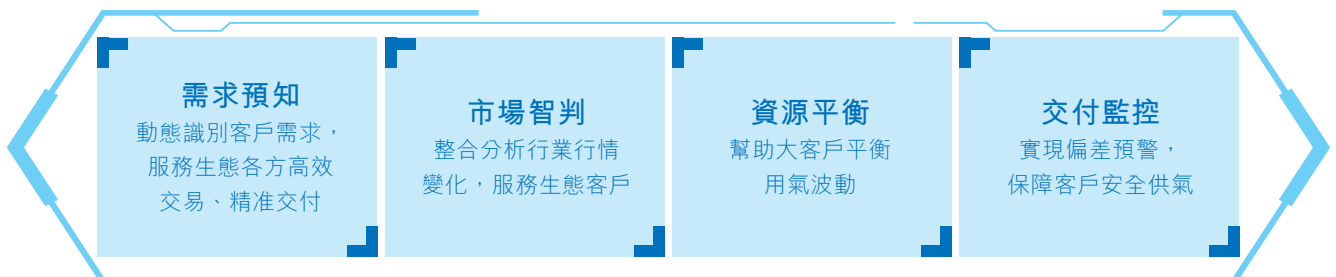 需求預知
動態識別客戶需求，
服務生態各方高效
交易、精准交付
市場智判
整合分析行業行情
變化，服務生態客戶
資源平衡
幫助大客戶平衡
用氣波動
交付監控
實現偏差預警，
保障客戶安全供氣